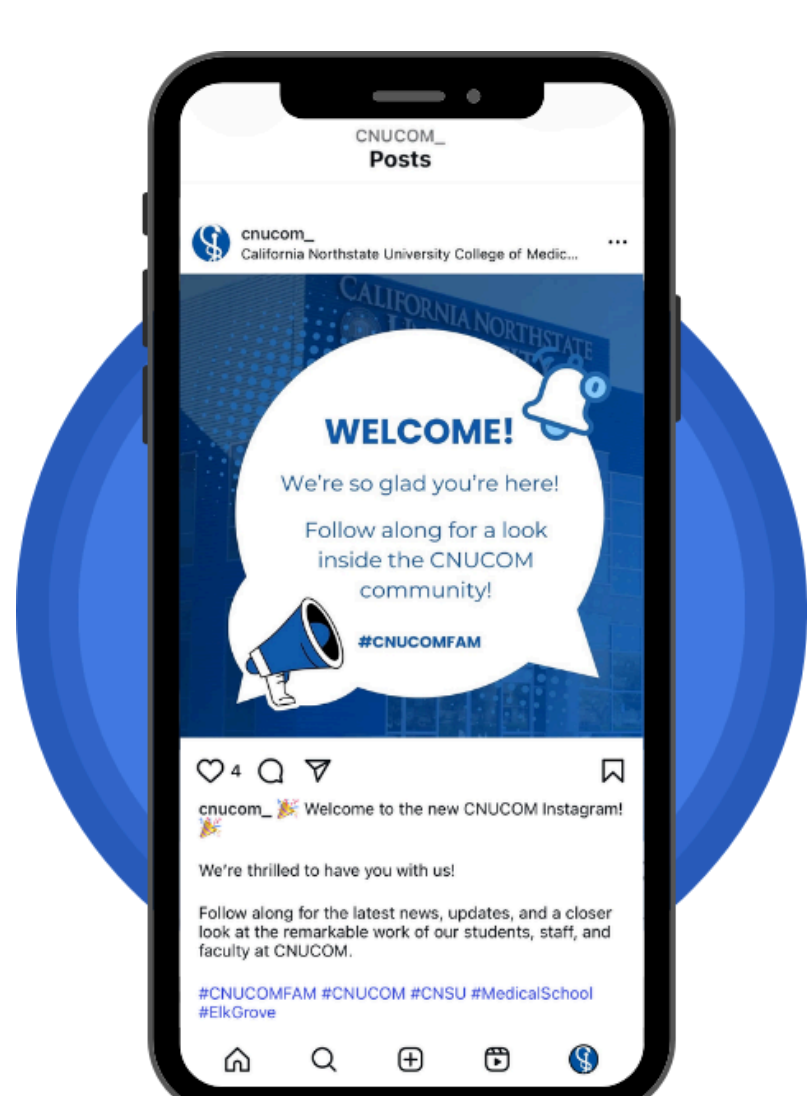 CNUCOM_
Posts
cnucom_
California Northstate University College of Medic...
CALIFORNIA NORTHSTATE
WELCOME!
We're so glad you're here!
Follow along for a look
inside the CNUCOM
community!
#CNUCOMFAM
4
cnucom_ 🎉 Welcome to the new CNUCOM Instagram!
🎉
We're thrilled to have you with us!
Follow along for the latest news, updates, and a closer
look at the remarkable work of our students, staff, and
faculty at CNUCOM.
#CNUCOMFAM #CNUCOM #CNSU #MedicalSchool
#ElkGrove